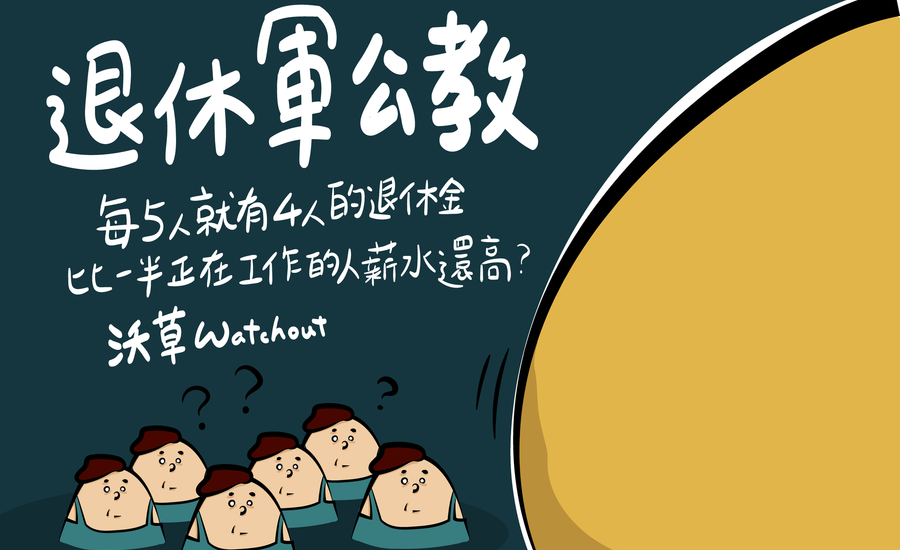 退休軍公教
每5人就有4人的退休金
比一半正在工作的人薪水還高?
沃草Watchout
? ? ?